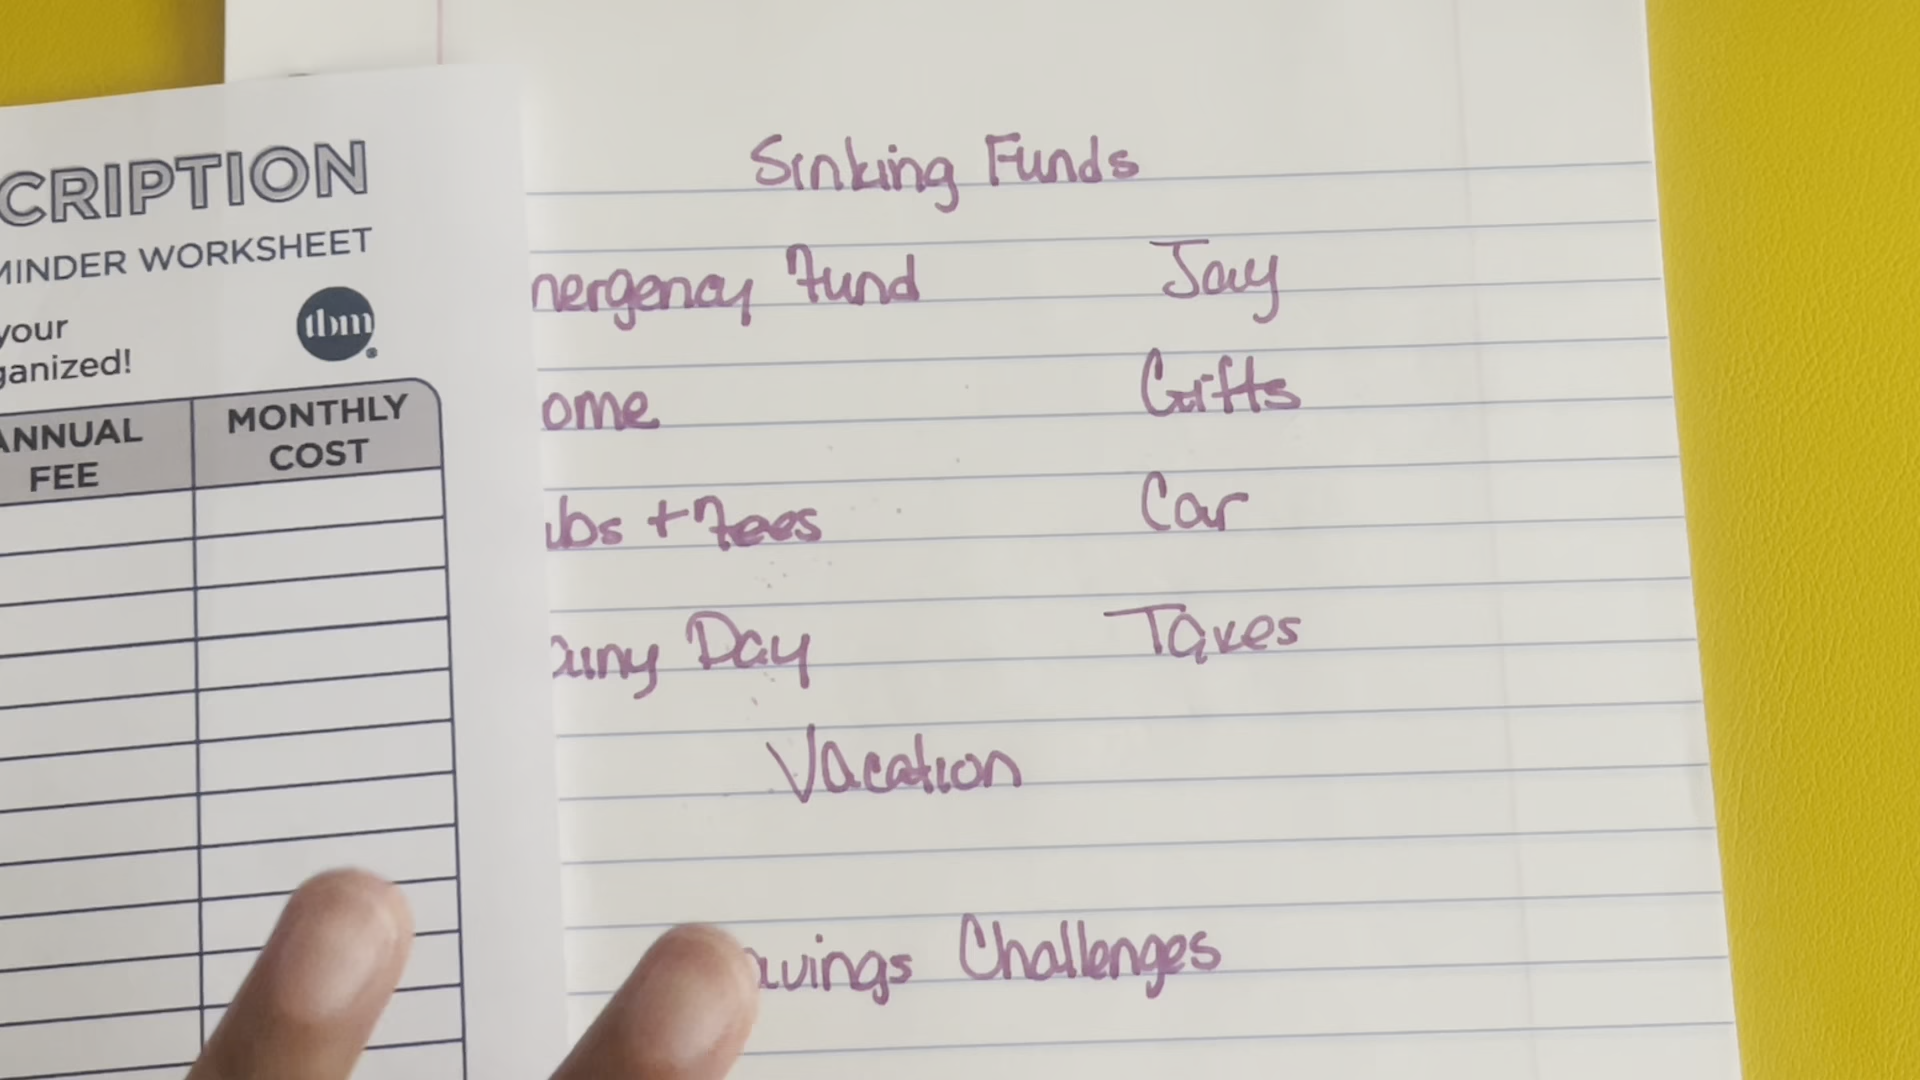 CRIPTION
MINDER WORKSHEET
your
ganized!
tbm
ANNUAL FEE
MONTHLY COST
Sinking Funds
nergency Fund
Jay
ome
Gifts
ubs + Fees
Car
ainy Day
Taxes
Vacation
avings Challenges